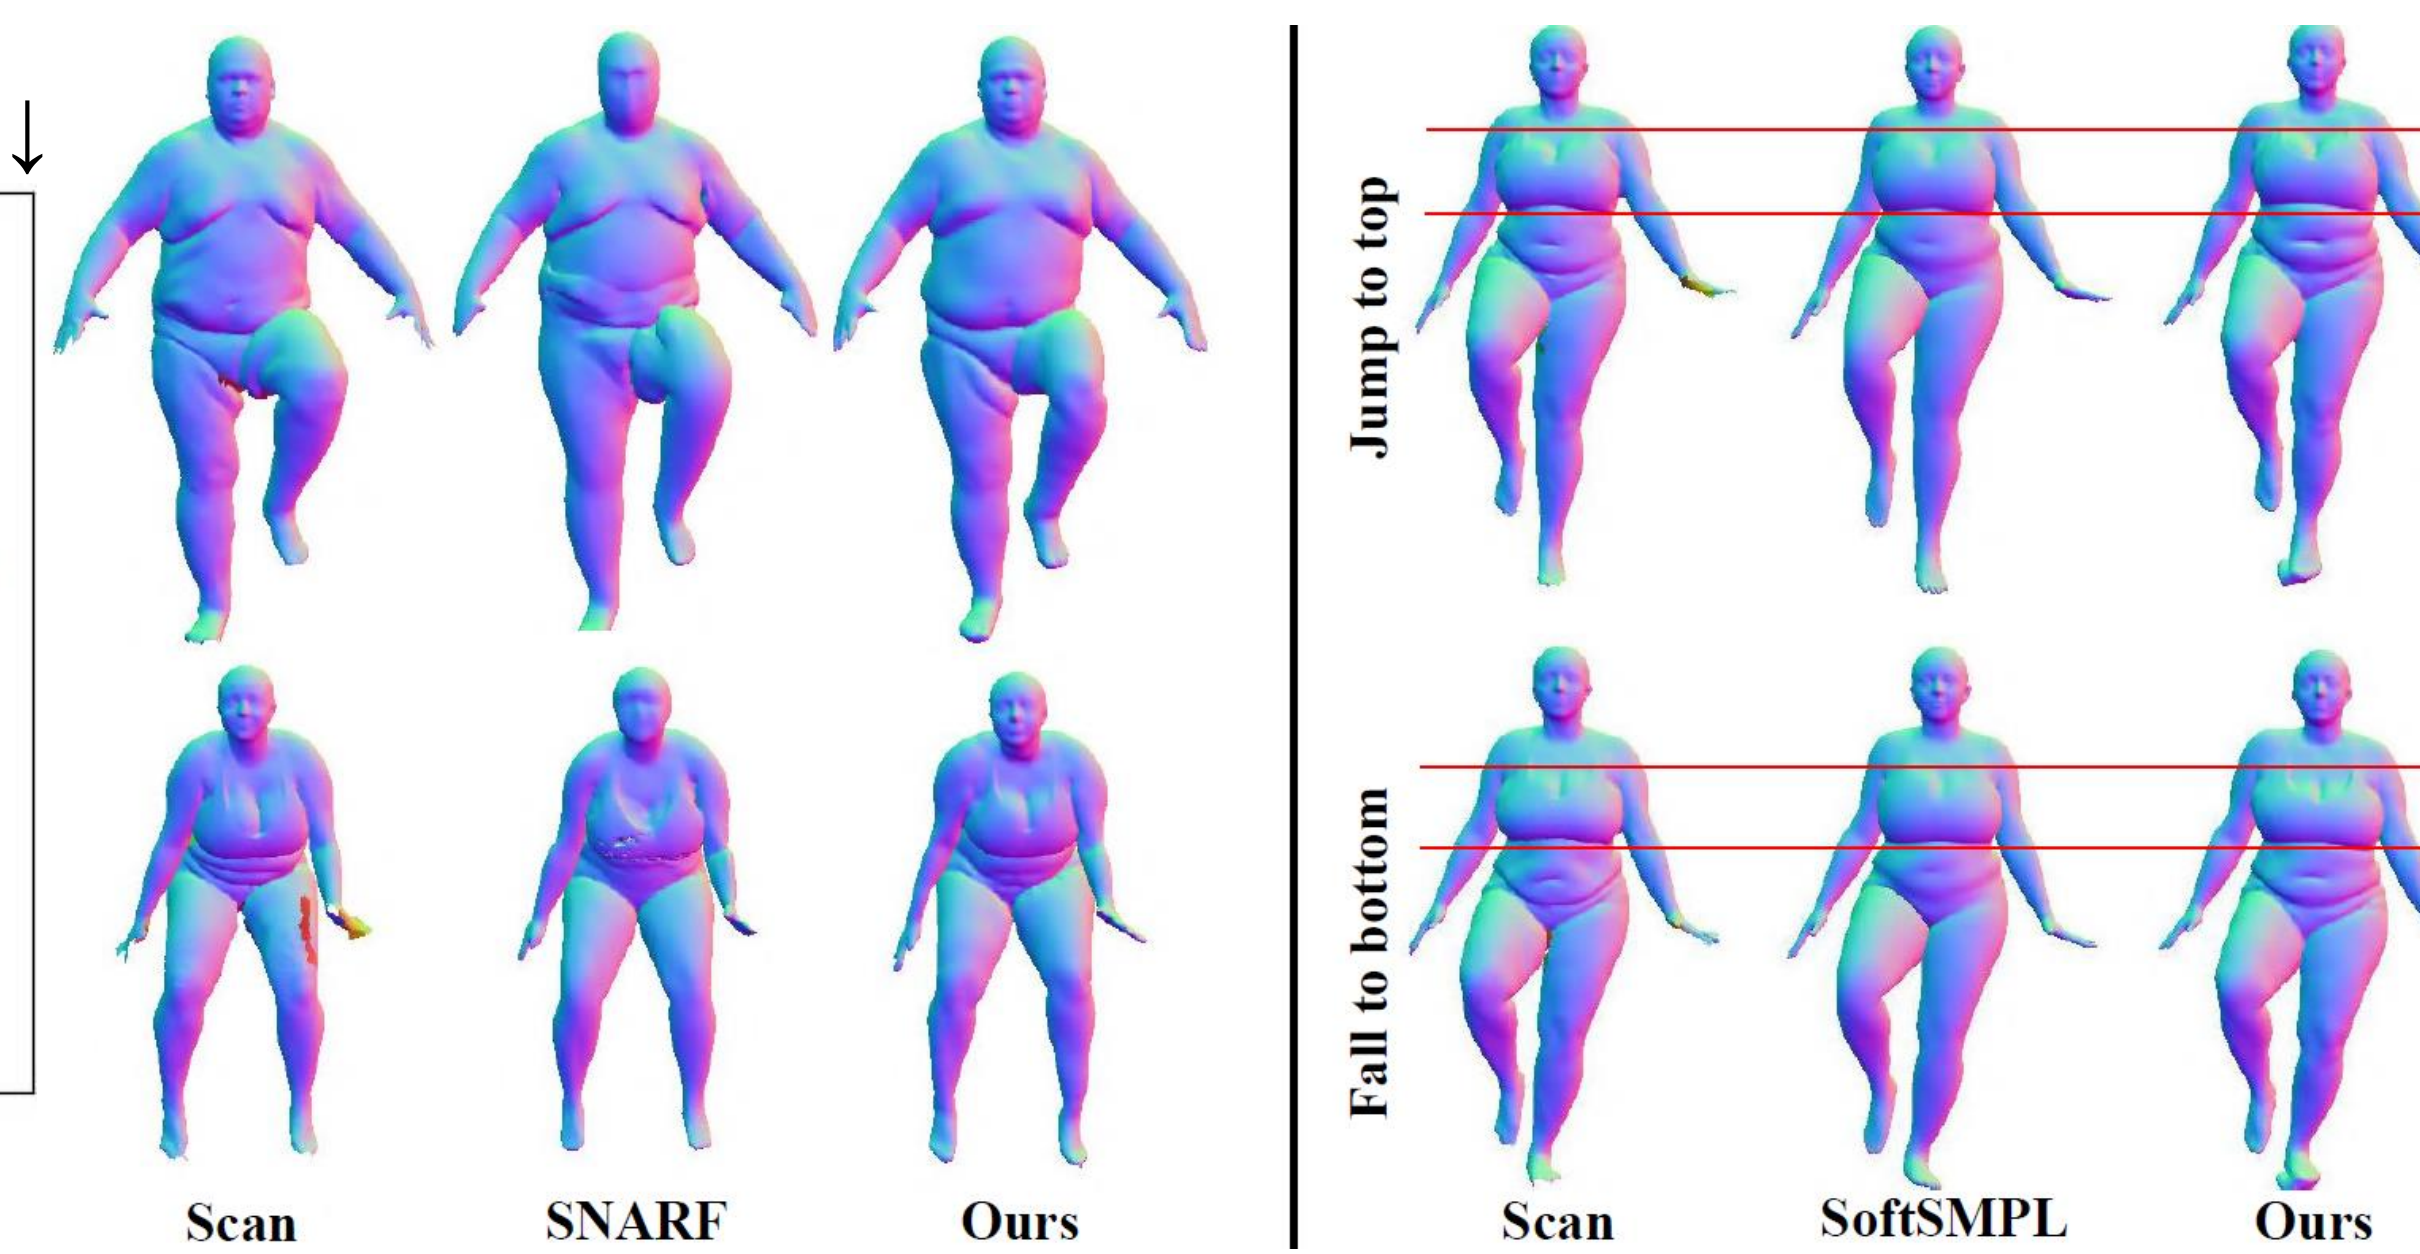 Scan
SNARF
Ours
Jump to top
Fall to bottom
Scan
SoftSMPL
Ours